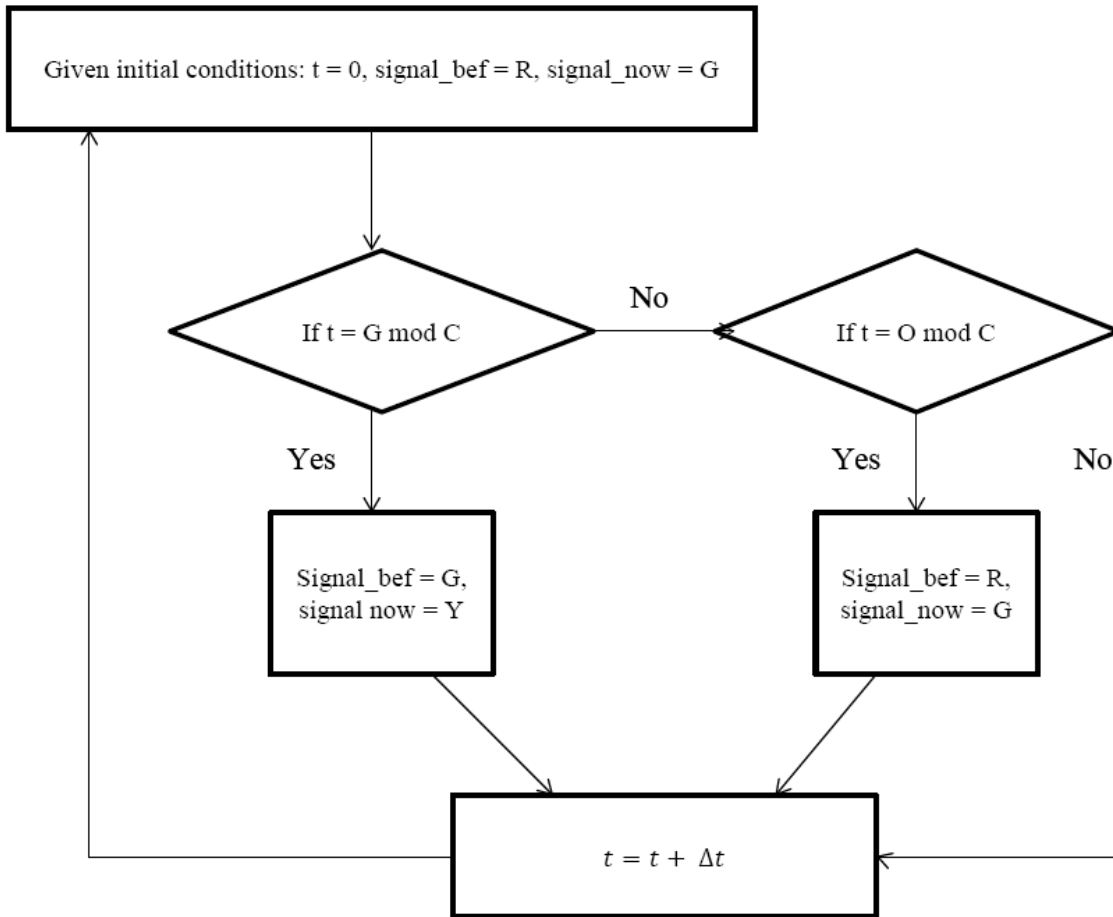 Given initial conditions: t = 0, signal_bef = R, signal_now = G
If t = G mod C
No
If t = O mod C
Yes
Yes
No
Signal_bef = G,
signal now = Y
Signal_bef = R,
signal_now = G
t = t + Δt